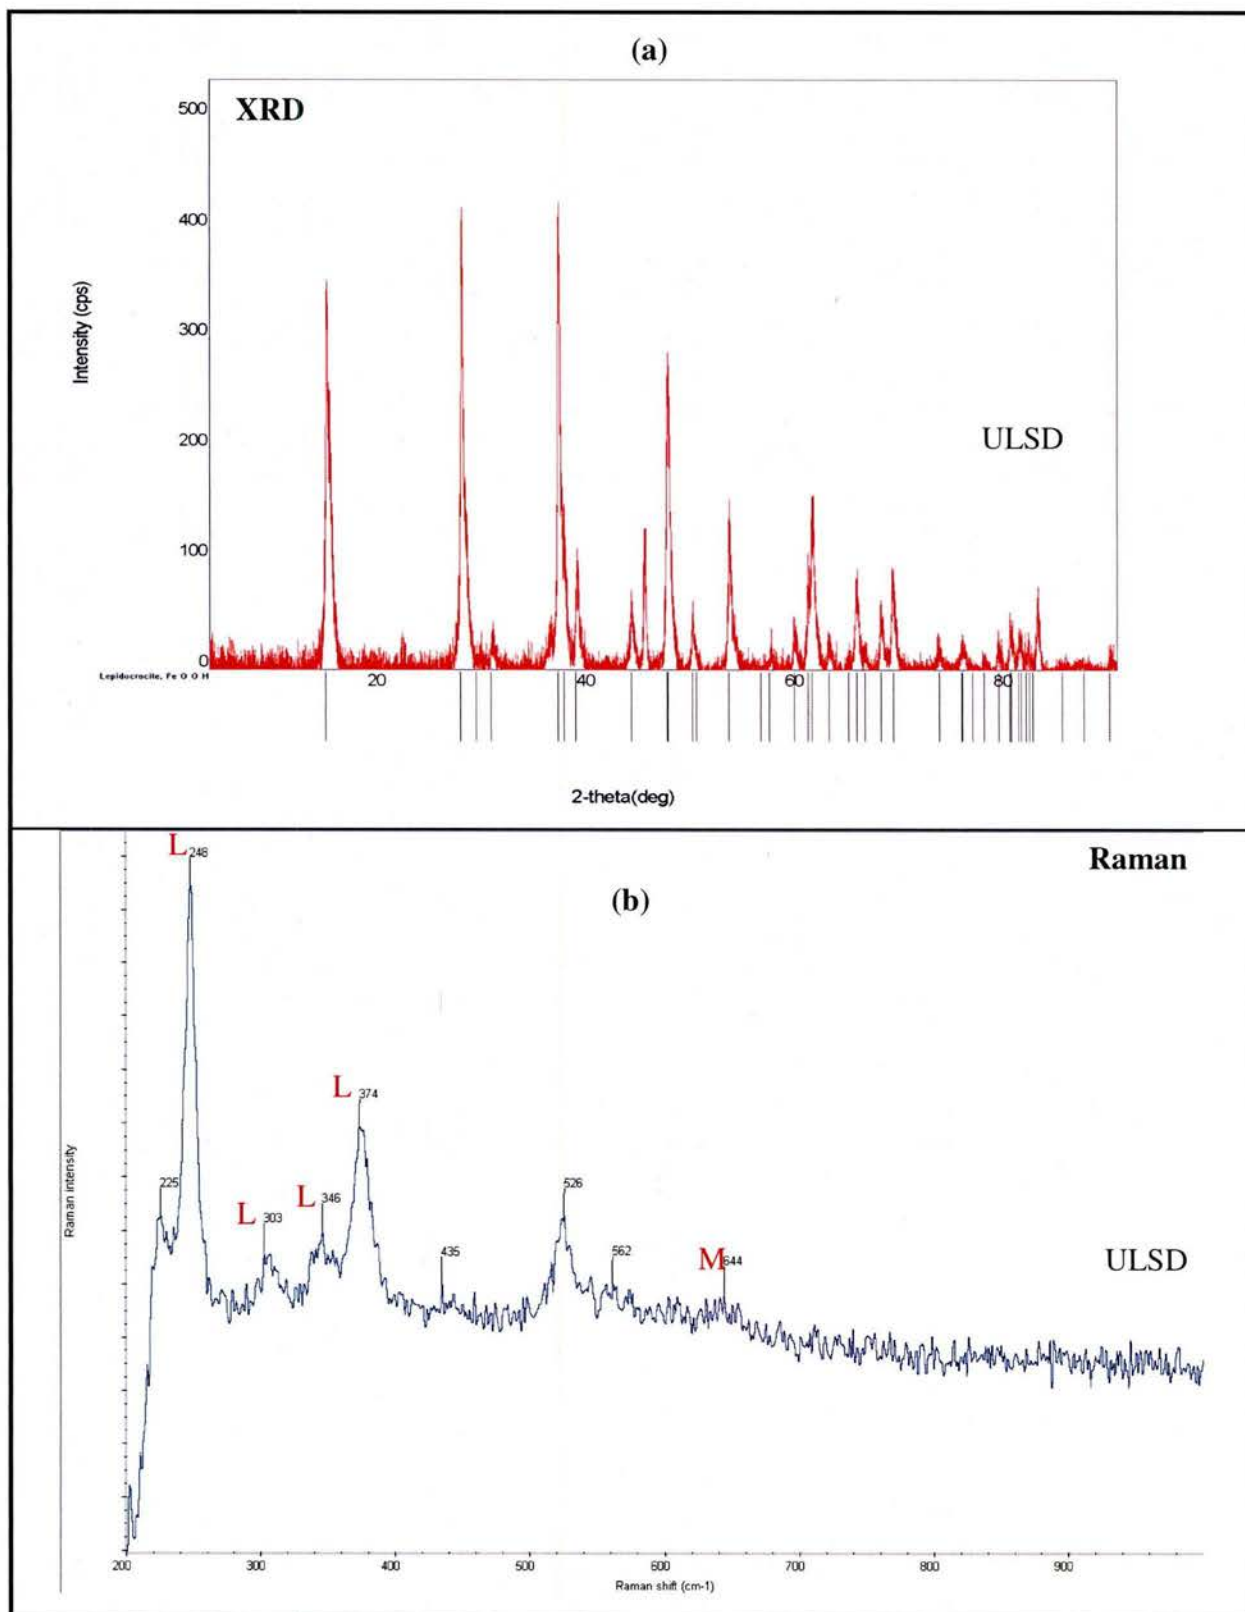 (a)
XRD
500
400
300
200
100
0
Intensity (cps)
ULSD
Lepidocrocite, Fe O O H
20
40
60
80
2-theta(deg)
Raman
(b)
L 248
L 374
225
L 303
L 346
435
526
562
M 644
ULSD
Raman intensity
200
300
400
500
600
700
800
900
Raman shift (cm-1)